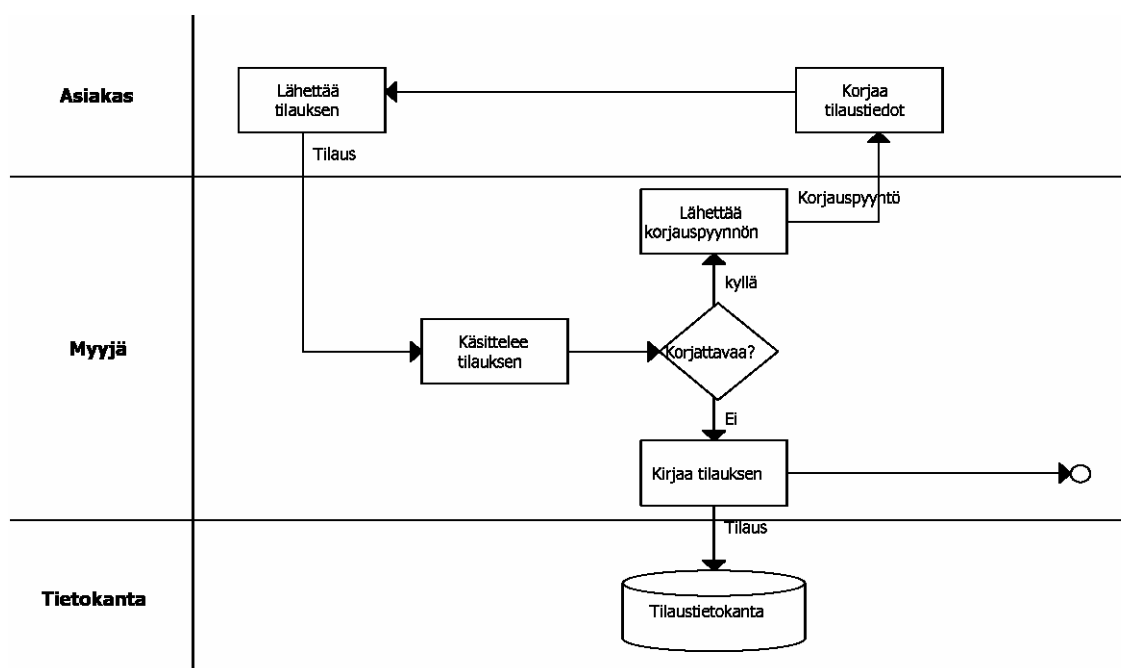 Asiakas
Lähettää
tilauksen
Korjaa
tilaustiedot
Tilaus
Korjauspyyntö
Lähettää
korjauspyynnön
kyllä
Myyjä
Käsittelee
tilauksen
Korjattavaa?
Ei
Kirjaa tilauksen
Tilaus
Tietokanta
Tilaustietokanta